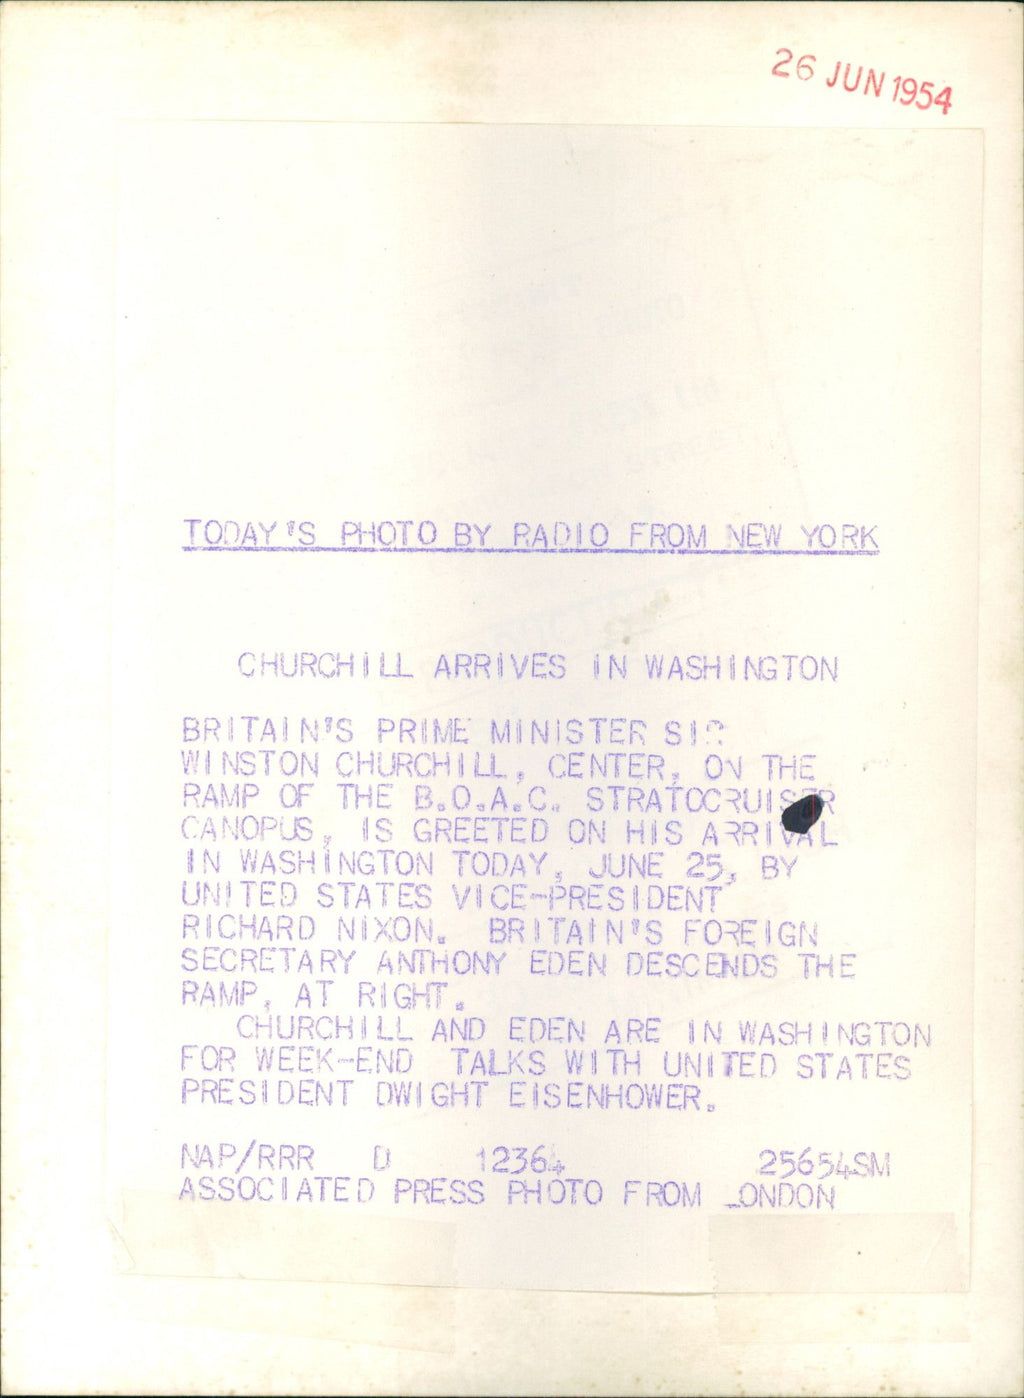 26 JUN 1954
TODAY'S PHOTO BY RADIO FROM NEW YORK
CHURCHILL ARRIVES IN WASHINGTON
BRITAIN'S PRIME MINISTER SIR
WINSTON CHURCHILL, CENTER, ON THE
RAMP OF THE B.O.A.C. STRATOCRUISER
CANOPUS, IS GREETED ON HIS ARRIVAL
IN WASHINGTON TODAY, JUNE 25, BY
UNITED STATES VICE-PRESIDENT
RICHARD NIXON. BRITAIN'S FOREIGN
SECRETARY ANTHONY EDEN DESCENDS THE
RAMP, AT RIGHT.
CHURCHILL AND EDEN ARE IN WASHINGTON
FOR WEEK-END TALKS WITH UNITED STATES
PRESIDENT DWIGHT EISENHOWER.
NAP/RRR D 12364 25654SM
ASSOCIATED PRESS PHOTO FROM LONDON